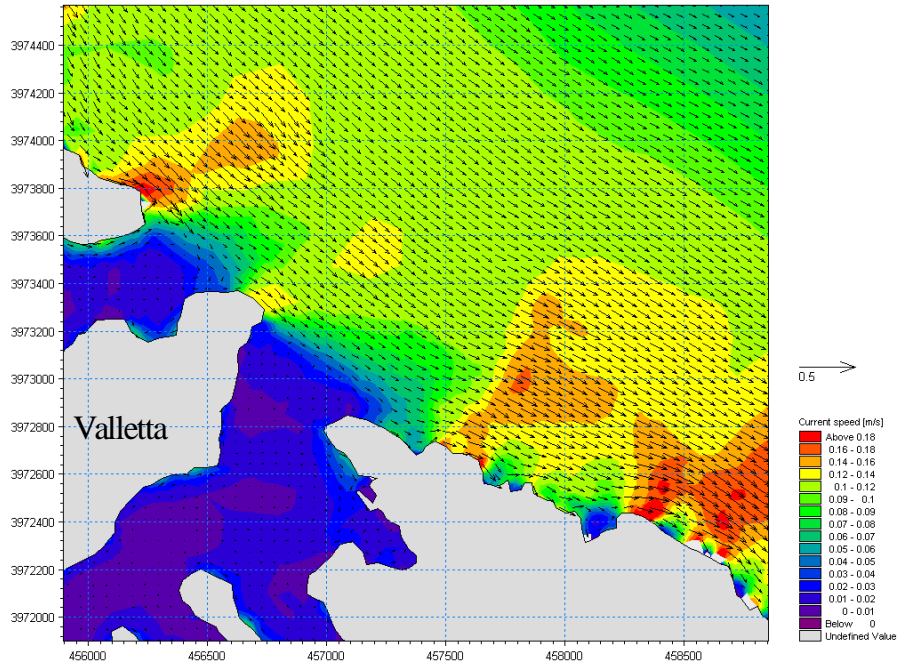 3974400
3974200
3974000
3973800
3973600
3973400
3973200
3973000
3972800
3972600
3972400
3972200
3972000
Valletta
456000 456500 457000 457500 458000 458500
0.5
Current speed [m/s]
Above 0.18
0.16 - 0.18
0.14 - 0.16
0.12 - 0.14
0.1 - 0.12
0.09 - 0.1
0.08 - 0.09
0.07 - 0.08
0.06 - 0.07
0.05 - 0.06
0.04 - 0.05
0.03 - 0.04
0.02 - 0.03
0.01 - 0.02
0 - 0.01
Below 0
Undefined Value